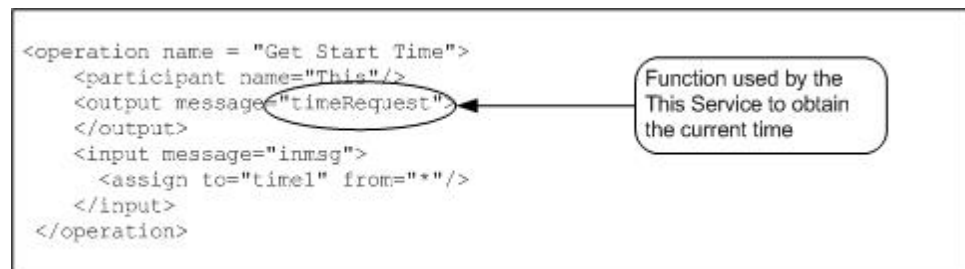 <operation name = "Get Start Time">
<participant name="This"/>
<output message="timeRequest">
</output>
<input message="inmsg">
<assign to="time1" from="*"/>
</input>
</operation>
Function used by the
This Service to obtain
the current time